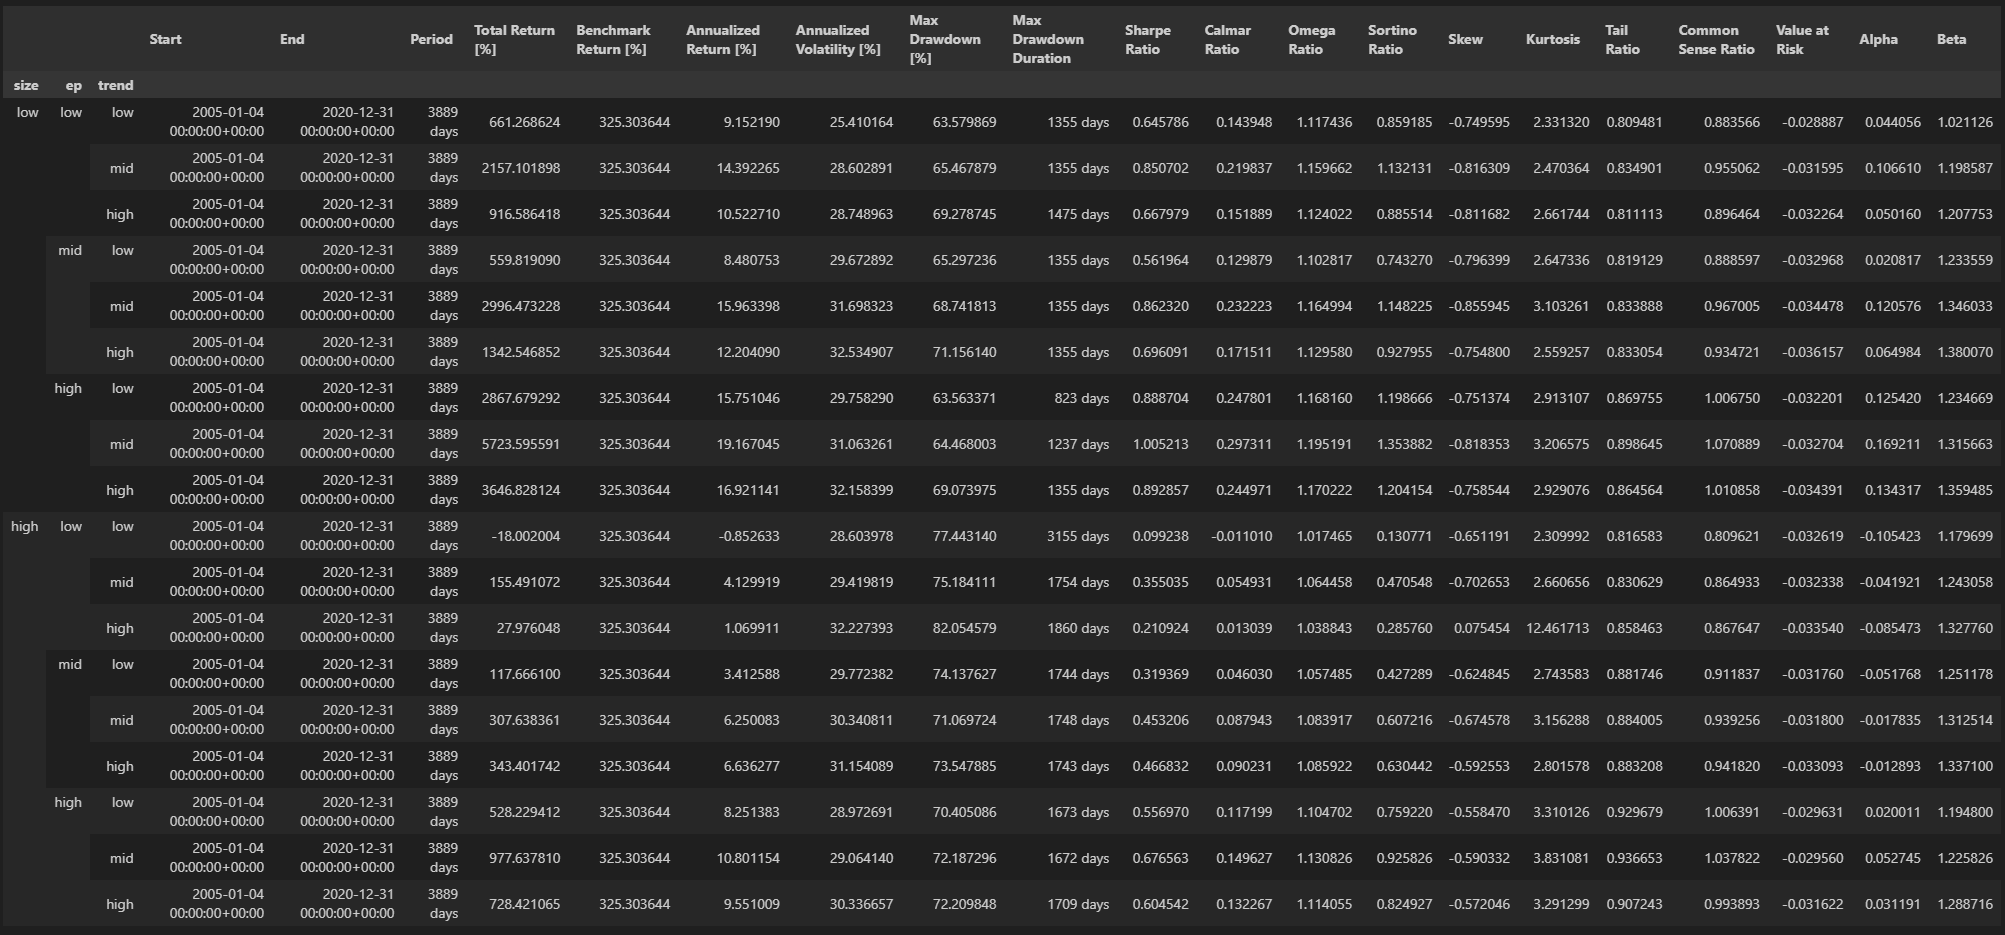 Start End Period Total Return [%] Benchmark Return [%] Annualized Return [%] Annualized Volatility [%] Max Drawdown [%] Max Drawdown Duration Sharpe Ratio Calmar Ratio Omega Ratio Sortino Ratio Skew Kurtosis Tail Ratio Common Sense Ratio Value at Risk Alpha Beta
size ep trend
low low low 2005-01-04 00:00:00+00:00 2020-12-31 00:00:00+00:00 3889 days 661.268624 325.303644 9.152190 25.410164 63.579869 1355 days 0.645786 0.143948 1.117436 0.859185 -0.749595 2.331320 0.809481 0.883566 -0.028887 0.044056 1.021126
mid 2005-01-04 00:00:00+00:00 2020-12-31 00:00:00+00:00 3889 days 2157.101898 325.303644 14.392265 28.602891 65.467879 1355 days 0.850702 0.219837 1.159662 1.132131 -0.816309 2.470364 0.834901 0.955062 -0.031595 0.106610 1.198587
high 2005-01-04 00:00:00+00:00 2020-12-31 00:00:00+00:00 3889 days 916.586418 325.303644 10.522710 28.748963 69.278745 1475 days 0.667979 0.151889 1.124022 0.885514 -0.811682 2.661744 0.811113 0.896464 -0.032264 0.050160 1.207753
mid low 2005-01-04 00:00:00+00:00 2020-12-31 00:00:00+00:00 3889 days 559.819090 325.303644 8.480753 29.672892 65.297236 1355 days 0.561964 0.129879 1.102817 0.743270 -0.796399 2.647336 0.819129 0.888597 -0.032968 0.020817 1.233559
mid 2005-01-04 00:00:00+00:00 2020-12-31 00:00:00+00:00 3889 days 2996.473228 325.303644 15.963398 31.698323 68.741813 1355 days 0.862320 0.232223 1.164994 1.148225 -0.855945 3.103261 0.833888 0.967005 -0.034478 0.120576 1.346033
high 2005-01-04 00:00:00+00:00 2020-12-31 00:00:00+00:00 3889 days 1342.546852 325.303644 12.204090 32.534907 71.156140 1355 days 0.696091 0.171511 1.129580 0.927955 -0.754800 2.559257 0.833054 0.934721 -0.036157 0.064984 1.380070
high low 2005-01-04 00:00:00+00:00 2020-12-31 00:00:00+00:00 3889 days 2867.679292 325.303644 15.751046 29.758290 63.563371 823 days 0.888704 0.247801 1.168160 1.198666 -0.751374 2.913107 0.869755 1.006750 -0.032201 0.125420 1.234669
mid 2005-01-04 00:00:00+00:00 2020-12-31 00:00:00+00:00 3889 days 5723.595591 325.303644 19.167045 31.063261 64.468003 1237 days 1.005213 0.297311 1.195191 1.353882 -0.818353 3.206575 0.898645 1.070889 -0.032704 0.169211 1.315663
high 2005-01-04 00:00:00+00:00 2020-12-31 00:00:00+00:00 3889 days 3646.828124 325.303644 16.921141 32.158399 69.073975 1355 days 0.892857 0.244971 1.170222 1.204154 -0.758544 2.929076 0.864564 1.010858 -0.034391 0.134317 1.359485
high low low 2005-01-04 00:00:00+00:00 2020-12-31 00:00:00+00:00 3889 days -18.002004 325.303644 -0.852633 28.603978 77.443140 3155 days 0.099238 -0.011010 1.017465 0.130771 -0.651191 2.309992 0.816583 0.809621 -0.032619 -0.105423 1.179699
mid 2005-01-04 00:00:00+00:00 2020-12-31 00:00:00+00:00 3889 days 155.491072 325.303644 4.129919 29.419819 75.184111 1754 days 0.355035 0.054931 1.064458 0.470548 -0.702653 2.660656 0.830629 0.864933 -0.032338 -0.041921 1.243058
high 2005-01-04 00:00:00+00:00 2020-12-31 00:00:00+00:00 3889 days 27.976048 325.303644 1.069911 32.227393 82.054579 1860 days 0.210924 0.013039 1.038843 0.285760 0.075454 12.461713 0.858463 0.867647 -0.033540 -0.085473 1.327760
mid low 2005-01-04 00:00:00+00:00 2020-12-31 00:00:00+00:00 3889 days 117.666100 325.303644 3.412588 29.772382 74.137627 1744 days 0.319369 0.046030 1.057485 0.427289 -0.624845 2.743583 0.881746 0.911837 -0.031760 -0.051768 1.251178
mid 2005-01-04 00:00:00+00:00 2020-12-31 00:00:00+00:00 3889 days 307.638361 325.303644 6.250083 30.340811 71.069724 1748 days 0.453206 0.087943 1.083917 0.607216 -0.674578 3.156288 0.884005 0.939256 -0.031800 -0.017835 1.312514
high 2005-01-04 00:00:00+00:00 2020-12-31 00:00:00+00:00 3889 days 343.401742 325.303644 6.636277 31.154089 73.547885 1743 days 0.466832 0.090231 1.085922 0.630442 -0.592553 2.801578 0.883208 0.941820 -0.033093 -0.012893 1.337100
high low 2005-01-04 00:00:00+00:00 2020-12-31 00:00:00+00:00 3889 days 528.229412 325.303644 8.251383 28.972691 70.405086 1673 days 0.556970 0.117199 1.104702 0.759220 -0.558470 3.310126 0.929679 1.006391 -0.029631 0.020011 1.194800
mid 2005-01-04 00:00:00+00:00 2020-12-31 00:00:00+00:00 3889 days 977.637810 325.303644 10.801154 29.064140 72.187296 1672 days 0.676563 0.149627 1.130826 0.925826 -0.590332 3.831081 0.936653 1.037822 -0.029560 0.052745 1.225826
high 2005-01-04 00:00:00+00:00 2020-12-31 00:00:00+00:00 3889 days 728.421065 325.303644 9.551009 30.336657 72.209848 1709 days 0.604542 0.132267 1.114055 0.824927 -0.572046 3.291299 0.907243 0.993893 -0.031622 0.031191 1.288716